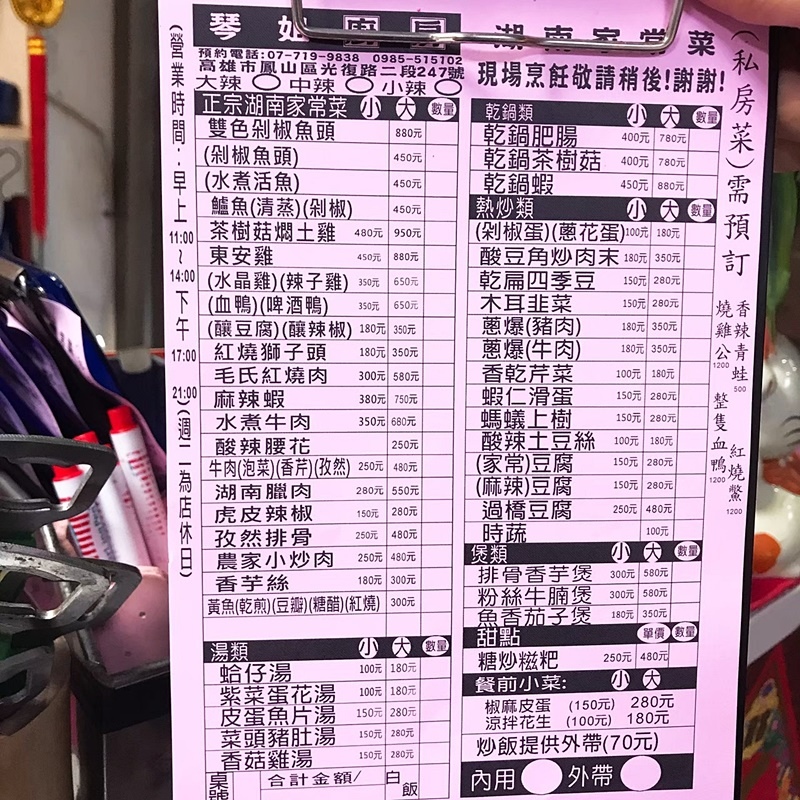 琴 姐 廚 房 湖南家常菜
預約電話:07-719-9838 0985-515102
高雄市鳳山區光復路二段247號
現場烹飪敬請稍後!謝謝!
大辣 中辣 小辣
(營業時間:早上11:00~14:00下午17:00 21:00(週二為店休日)
正宗湖南家常菜 小 大 數量
雙色剁椒魚頭 880元
(剁椒魚頭) 450元
(水煮活魚) 450元
鱸魚(清蒸)(剁椒) 450元
茶樹菇燜土雞 480元 950元
東安雞 450元 880元
(水晶雞)(辣子雞) 350元 650元
(血鴨)(啤酒鴨) 350元 650元
(釀豆腐)(釀辣椒) 180元 350元
紅燒獅子頭 180元 350元
毛氏紅燒肉 300元 580元
麻辣蝦 380元 750元
水煮牛肉 350元 680元
酸辣腰花 250元
牛肉(泡菜)(香芹)(孜然) 250元 480元
湖南臘肉 280元 550元
虎皮辣椒 150元 280元
孜然排骨 250元 480元
農家小炒肉 250元 480元
香芋絲 180元 300元
黃魚(乾煎)(豆瓣)(糖醋)(紅燒) 300元
湯類 小 大 數量
蛤仔湯 100元 180元
紫菜蛋花湯 100元 180元
皮蛋魚片湯 150元 280元
菜頭豬肚湯 150元 280元
香菇雞湯 150元 280元
桌號 合計金額/ 白飯
乾鍋類 小 大 數量
乾鍋肥腸 400元 780元
乾鍋茶樹菇 400元 780元
乾鍋蝦 450元 880元
熱炒類 小 大 數量
(剁椒蛋)(蔥花蛋) 100元 180元
酸豆角炒肉末 180元 350元
乾扁四季豆 150元 280元
木耳韭菜 150元 280元
蔥爆(豬肉) 180元 350元
蔥爆(牛肉) 180元 350元
香乾芹菜 100元 180元
蝦仁滑蛋 150元 280元
螞蟻上樹 150元 280元
酸辣土豆絲 100元 180元
(家常)豆腐 150元 280元
(麻辣)豆腐 150元 280元
過橋豆腐 250元 480元
時蔬 100元
煲類 小 大 數量
排骨香芋煲 300元 580元
粉絲牛腩煲 300元 580元
魚香茄子煲 180元 350元
甜點 單價 數量
糖炒糍粑 250元 480元
餐前小菜: 小 大
椒麻皮蛋 (150元) 280元
涼拌花生 (100元) 180元
炒飯提供外帶(70元)
內用 外帶
(私房菜)需預訂
香辣青蛙500 紅燒鱉1200
燒雞公1200 整隻血鴨1200